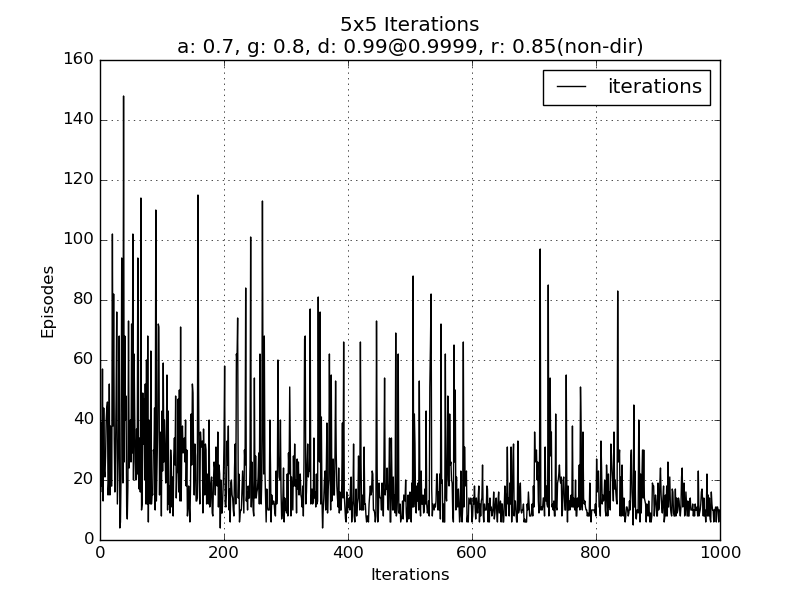 5x5 Iterations
a: 0.7, g: 0.8, d: 0.99@0.9999, r: 0.85(non-dir)
iterations
160
140
120
100
80
60
40
20
0
Episodes
0 200 400 600 800 1000
Iterations